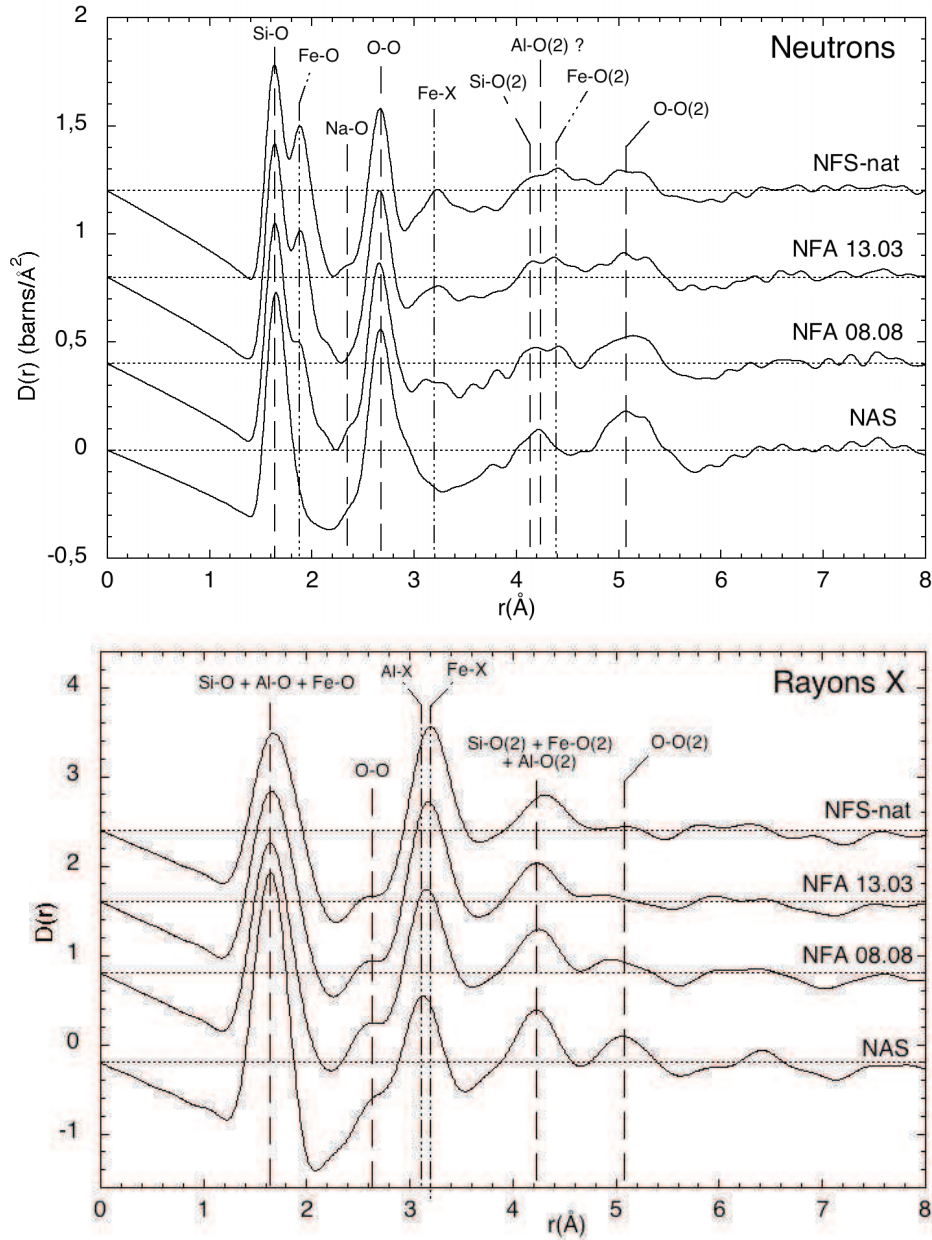 2
Neutrons
Si-O
Fe-O
O-O
Al-O(2) ?
Si-O(2)
Fe-O(2)
Fe-X
O-O(2)
Na-O
1,5
NFS-nat
1
NFA 13.03
D(r) (barns/Å²)
0,5
NFA 08.08
NAS
0
-0,5
0 1 2 3 4 5 6 7 8
r(Å)
4
Al-X
Fe-X
Rayons X
Si-O + Al-O + Fe-O
Si-O(2) + Fe-O(2)
+ Al-O(2)
O-O(2)
O-O
3
NFS-nat
2
NFA 13.03
D(r)
1
NFA 08.08
0
NAS
-1
0 1 2 3 4 5 6 7 8
r(Å)